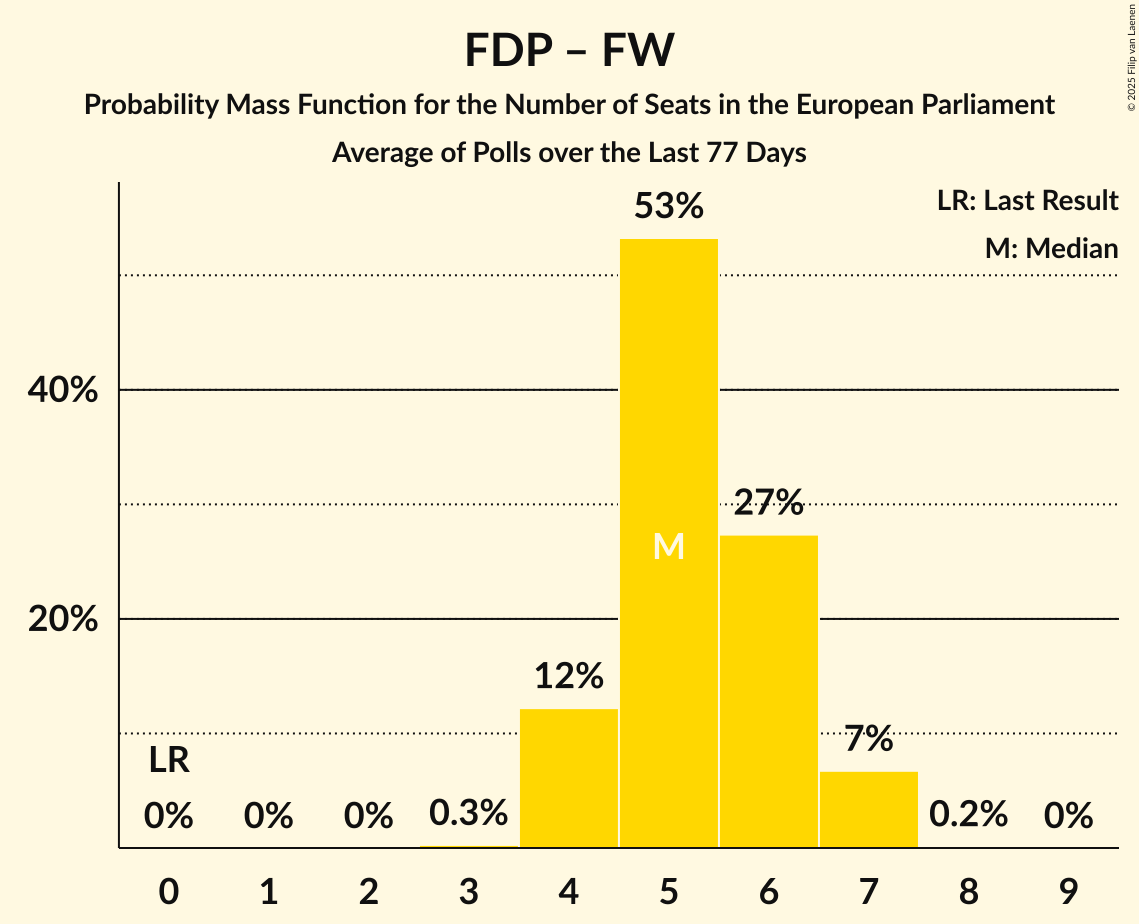 FDP – FW
Probability Mass Function for the Number of Seats in the European Parliament
Average of Polls over the Last 77 Days
© 2025 Filip van Laenen
LR: Last Result
M: Median
40%
20%
LR
0%
0%
0%
0.3%
12%
53%
M
27%
7%
0.2%
0%
0 1 2 3 4 5 6 7 8 9